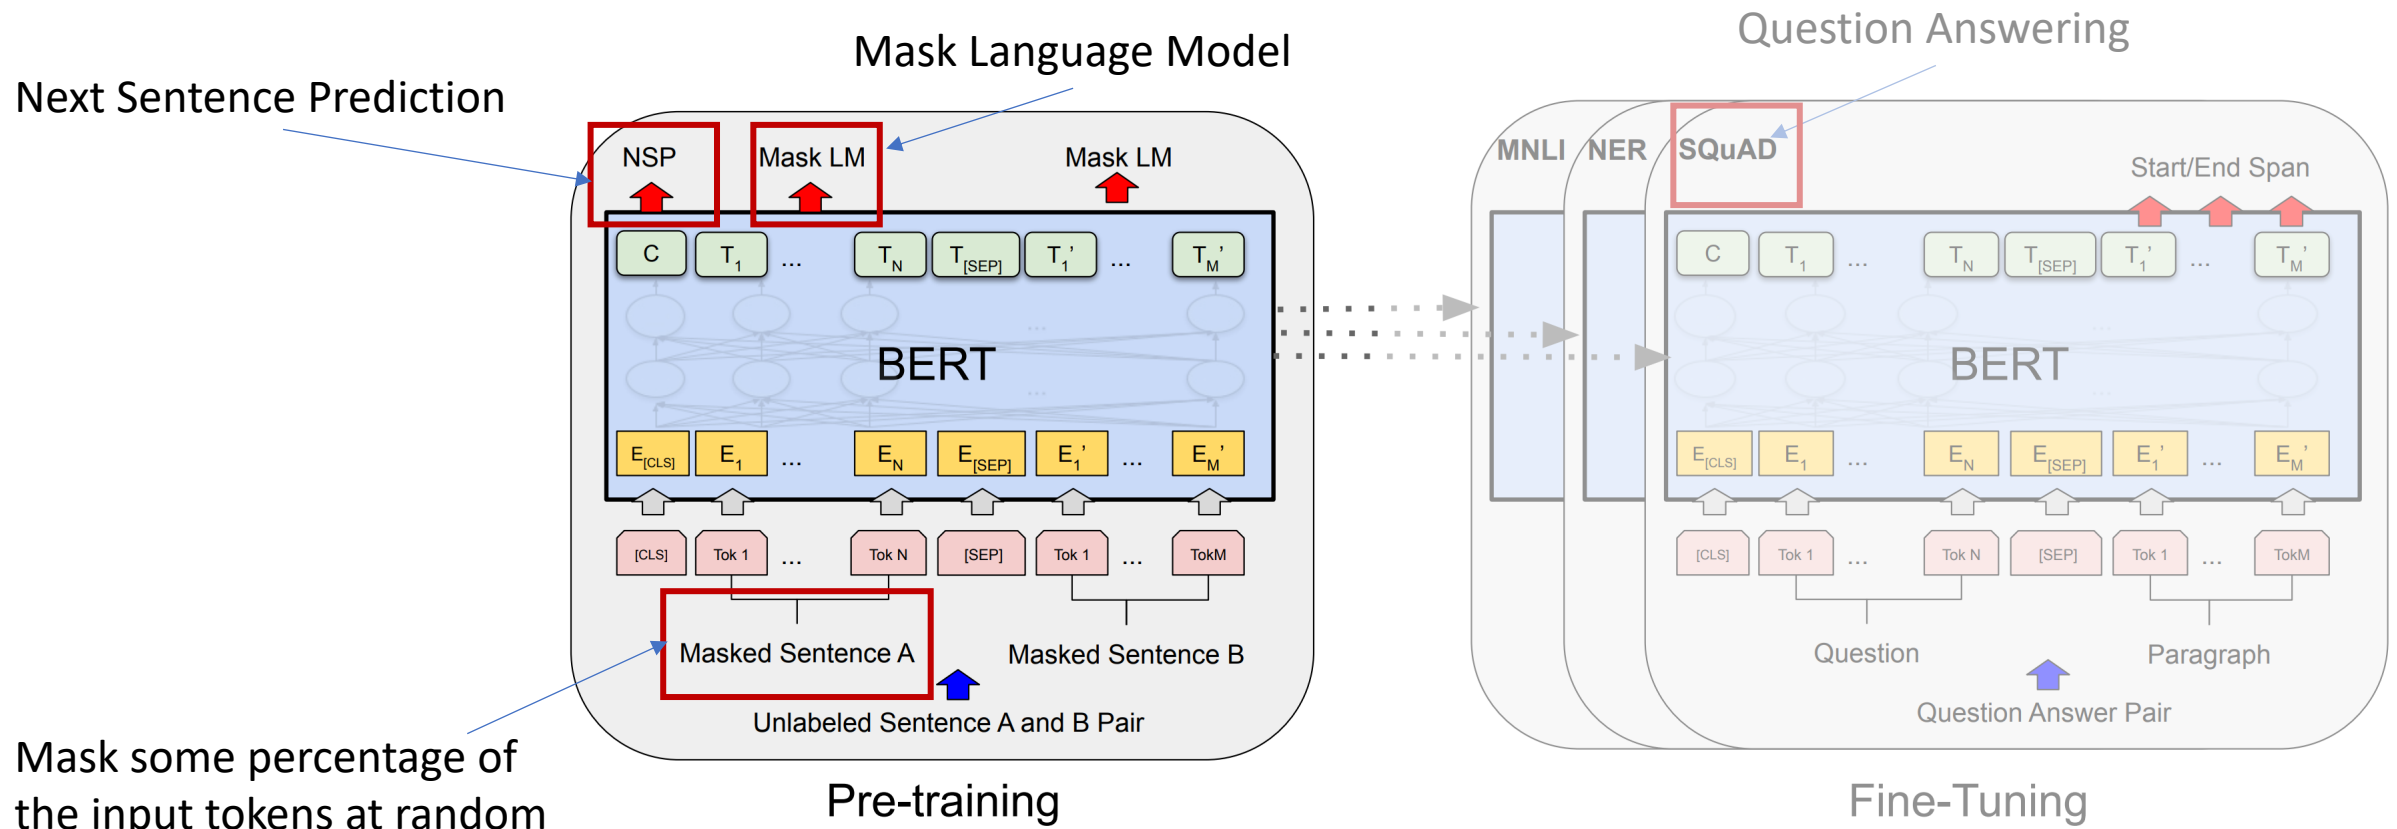 Question Answering
Mask Language Model
Next Sentence Prediction
NSP Mask LM Mask LM
MNLI NER SQuAD
Start/End Span
C T1 ... TN T[SEP] T1’ ... TM’
C T1 ... TN T[SEP] T1’ ... TM’
...
...
BERT
BERT
...
...
E[CLS] E1 ... EN E[SEP] E1’ ... EM’
E[CLS] E1 ... EN E[SEP] E1’ ... EM’
[CLS] Tok 1 ... Tok N [SEP] Tok 1 ... TokM
[CLS] Tok 1 ... Tok N [SEP] Tok 1 ... TokM
Masked Sentence A Masked Sentence B
Question Paragraph
Unlabeled Sentence A and B Pair
Question Answer Pair
Mask some percentage of
the input tokens at random
Pre-training
Fine-Tuning